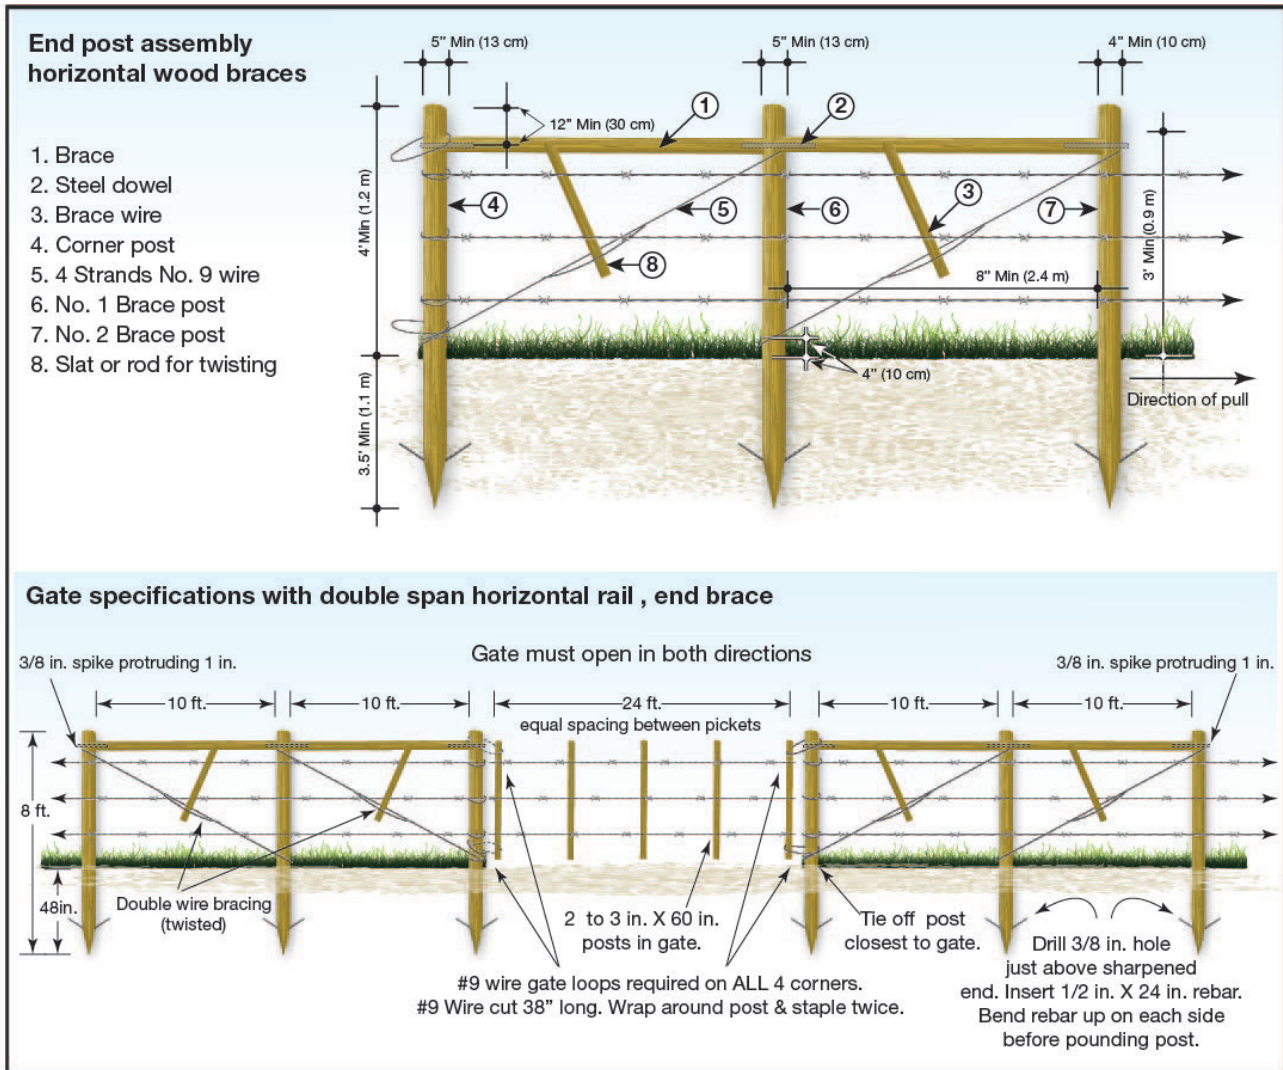 End post assembly
horizontal wood braces
1. Brace
2. Steel dowel
3. Brace wire
4. Corner post
5. 4 Strands No. 9 wire
6. No. 1 Brace post
7. No. 2 Brace post
8. Slat or rod for twisting
5” Min (13 cm)
5” Min (13 cm)
4” Min (10 cm)
12” Min (30 cm)
1
2
4’ Min (1.2 m)
4
5
6
3
7
3’ Min (0.9 m)
8
8” Min (2.4 m)
4” (10 cm)
Direction of pull
3.5’ Min (1.1 m)
Gate specifications with double span horizontal rail , end brace
3/8 in. spike protruding 1 in.
Gate must open in both directions
3/8 in. spike protruding 1 in.
10 ft.
10 ft.
24 ft.
10 ft.
10 ft.
equal spacing between pickets
8 ft.
48in.
Double wire bracing
(twisted)
2 to 3 in. X 60 in.
posts in gate.
Tie off post
closest to gate.
Drill 3/8 in. hole
just above sharpened
end. Insert 1/2 in. X 24 in. rebar.
Bend rebar up on each side
before pounding post.
#9 wire gate loops required on ALL 4 corners.
#9 Wire cut 38” long. Wrap around post & staple twice.